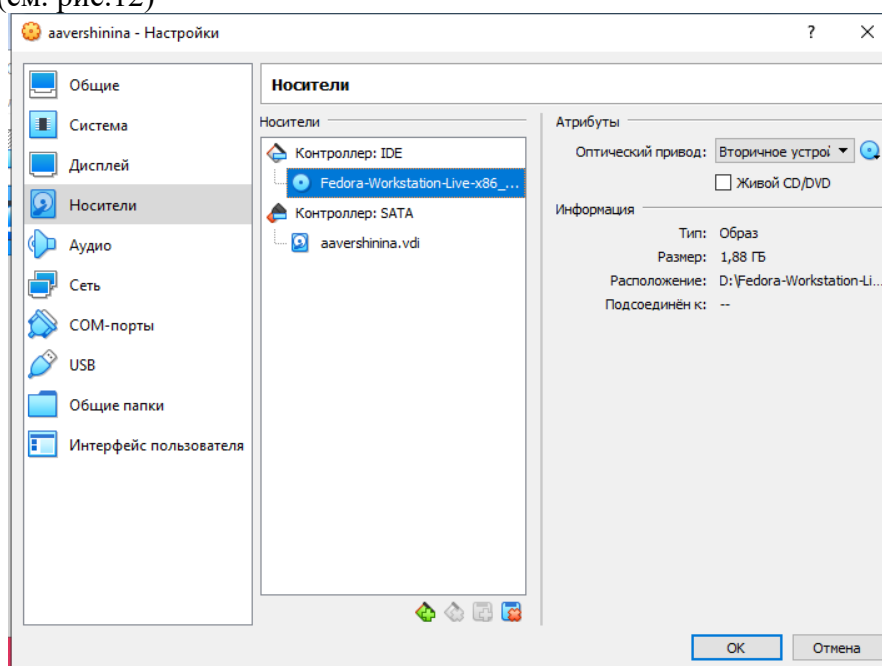 (см. рис.12)
aavershinina - Настройки
?
×
Общие
Система
Дисплей
Носители
Аудио
Сеть
COM-порты
USB
Общие папки
Интерфейс пользователя
Носители
Носители
Контроллер: IDE
Fedora-Workstation-Live-x86_...
Контроллер: SATA
aavershinina.vdi
Атрибуты
Оптический привод: Вторичное устрої
Живой CD/DVD
Информация
Тип: Образ
Размер: 1,88 ГБ
Расположение: D:\Fedora-Workstation-Li...
Подсоединён к: --
OK
Отмена